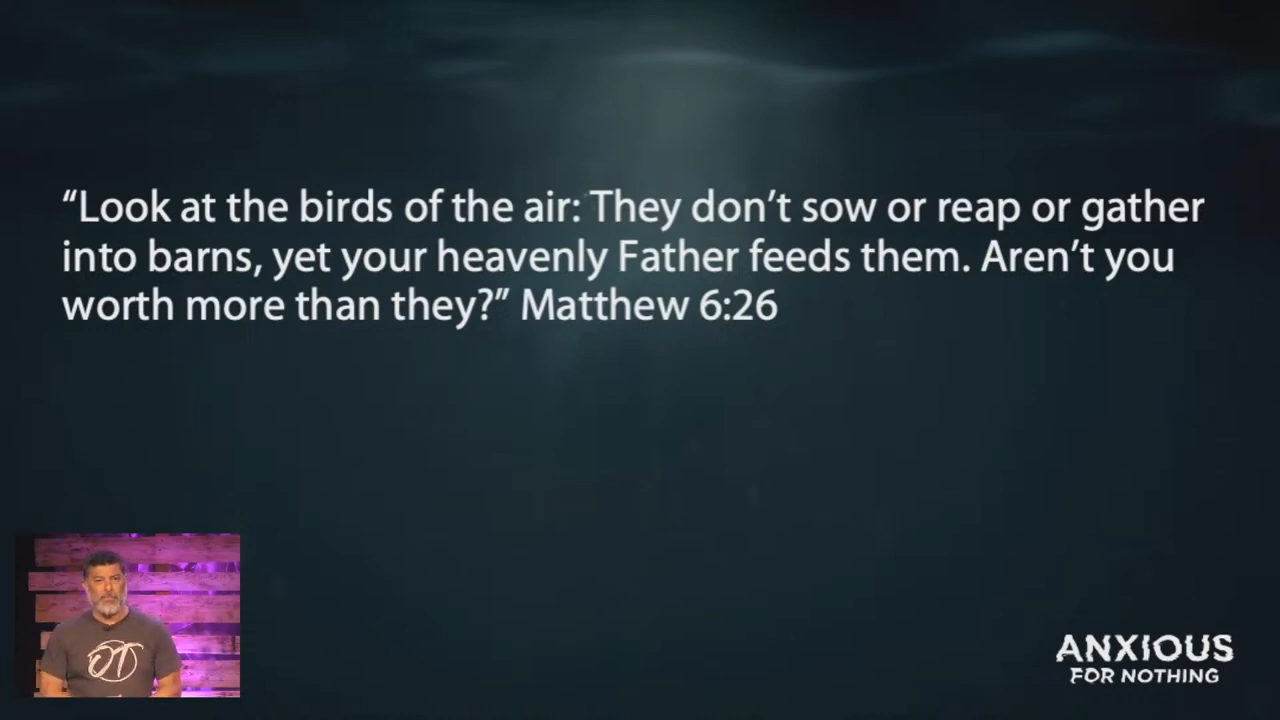 “Look at the birds of the air: They don’t sow or reap or gather
into barns, yet your heavenly Father feeds them. Aren’t you
worth more than they?” Matthew 6:26
OT
ANXIOUS
FOR NOTHING